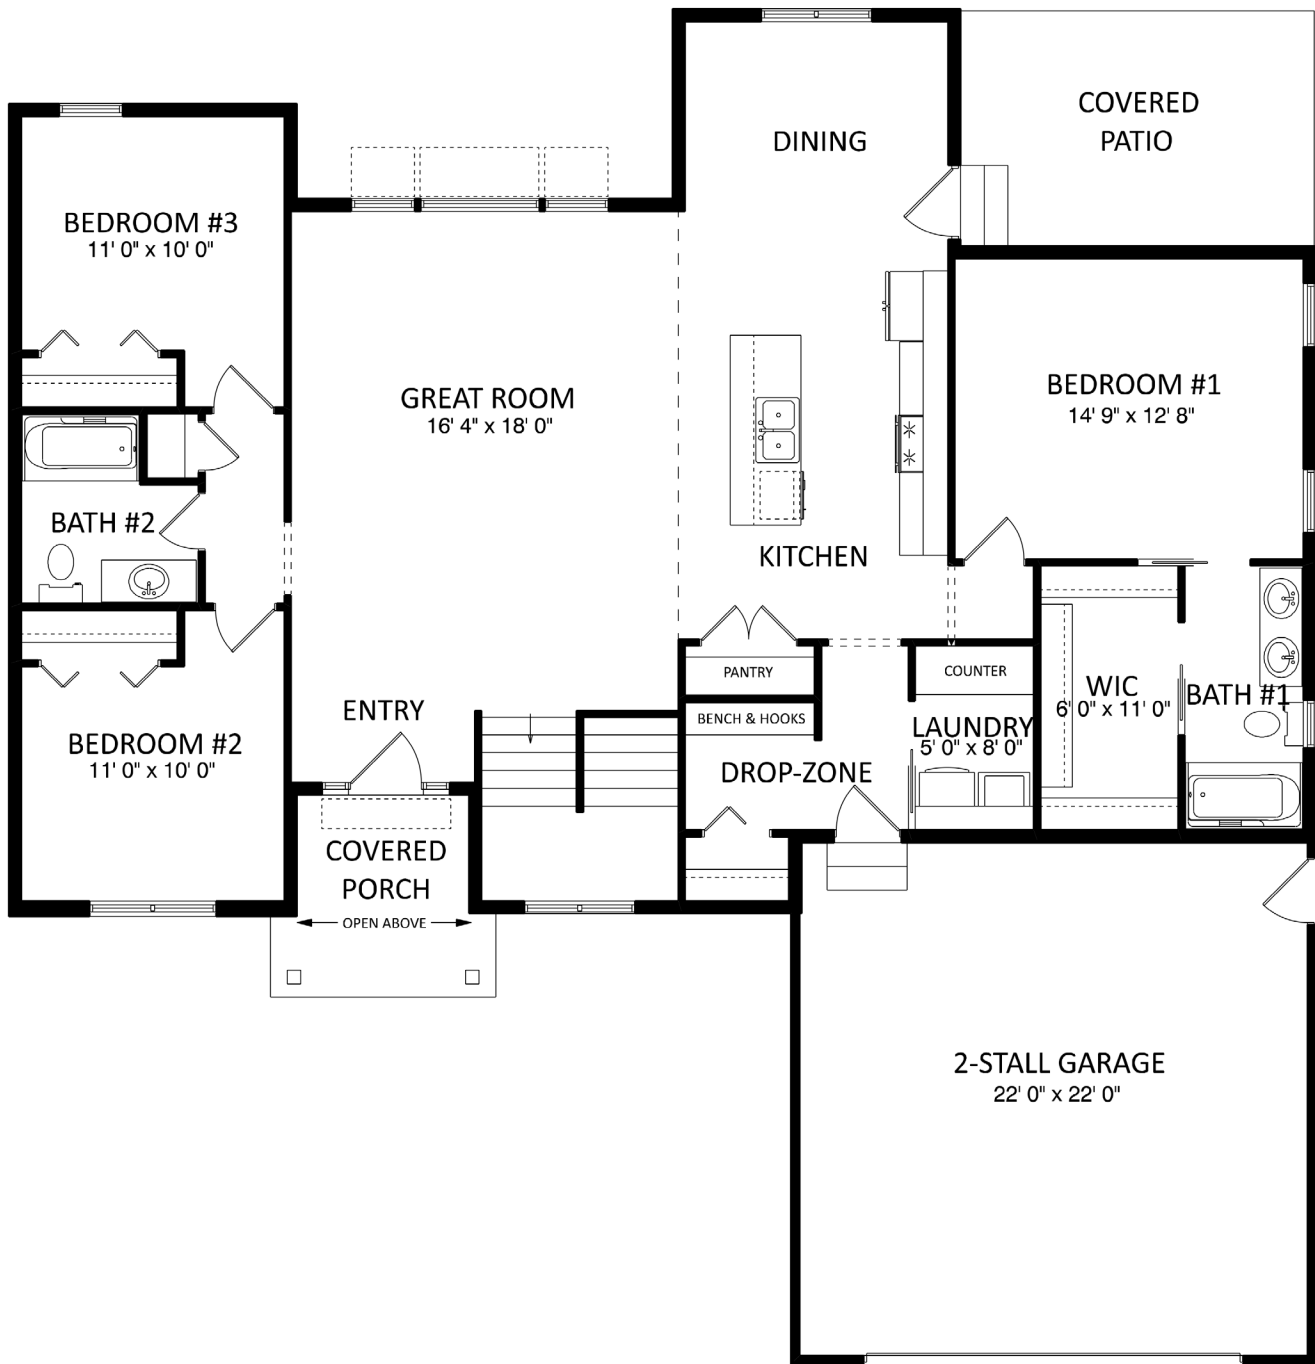 COVERED
PATIO
DINING
BEDROOM #3
11' 0" x 10' 0"
GREAT ROOM
16' 4" x 18' 0"
BEDROOM #1
14' 9" x 12' 8"
BATH #2
KITCHEN
PANTRY
COUNTER
WIC
6' 0" x 11' 0"
BATH #1
ENTRY
BENCH & HOOKS
LAUNDRY
5' 0" x 8' 0"
BEDROOM #2
11' 0" x 10' 0"
DROP-ZONE
COVERED
PORCH
OPEN ABOVE
2-STALL GARAGE
22' 0" x 22' 0"